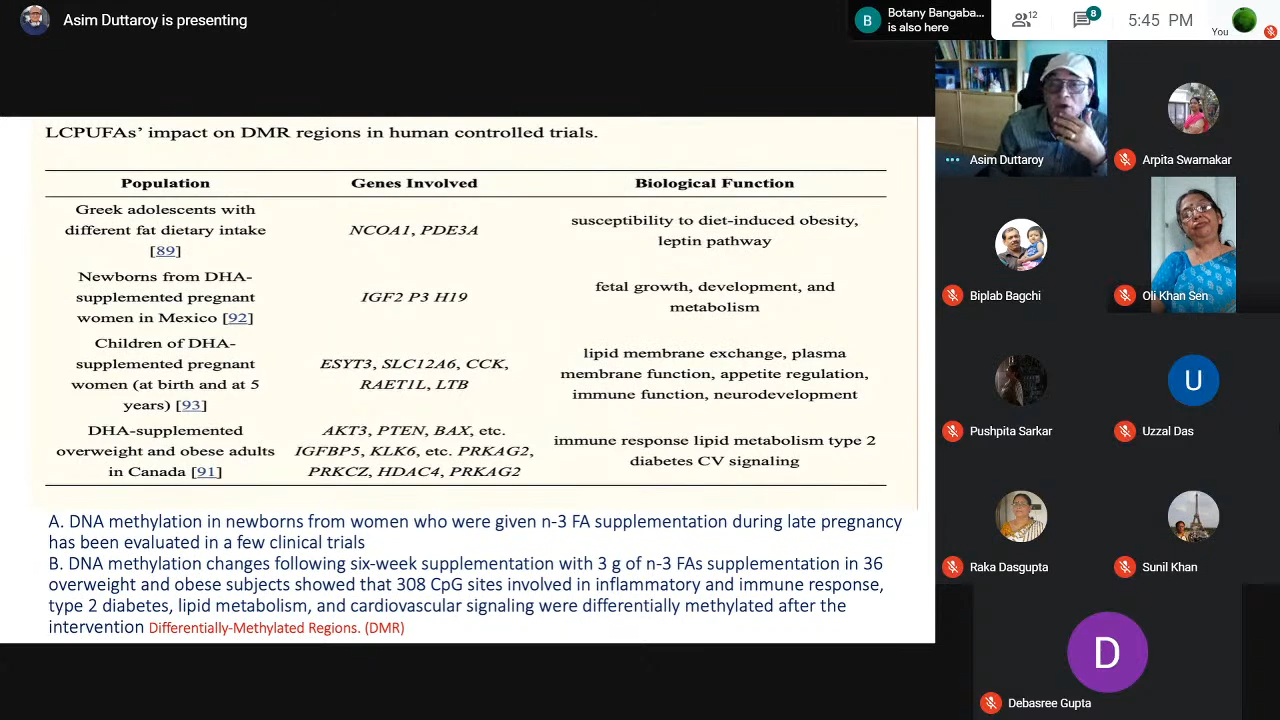 Asim Duttaroy is presenting
B
Botany Bangaba...
is also here
12
8
5:45 PM
You
LCPUFAs' impact on DMR regions in human controlled trials.
Population Genes Involved Biological Function
Greek adolescents with
different fat dietary intake
[89]
NCOA1, PDE3A
susceptibility to diet-induced obesity,
leptin pathway
Newborns from DHA-
supplemented pregnant
women in Mexico [92]
IGF2 P3 H19
fetal growth, development, and
metabolism
Children of DHA-
supplemented pregnant
women (at birth and at 5
years) [93]
ESYT3, SLC12A6, CCK,
RAET1L, LTB
lipid membrane exchange, plasma
membrane function, appetite regulation,
immune function, neurodevelopment
DHA-supplemented
overweight and obese adults
in Canada [91]
AKT3, PTEN, BAX, etc.
IGFBP5, KLK6, etc. PRKAG2,
PRKCZ, HDAC4, PRKAG2
immune response lipid metabolism type 2
diabetes CV signaling
A. DNA methylation in newborns from women who were given n-3 FA supplementation during late pregnancy
has been evaluated in a few clinical trials
B. DNA methylation changes following six-week supplementation with 3 g of n-3 FAs supplementation in 36
overweight and obese subjects showed that 308 CpG sites involved in inflammatory and immune response,
type 2 diabetes, lipid metabolism, and cardiovascular signaling were differentially methylated after the
intervention Differentially-Methylated Regions. (DMR)
Asim Duttaroy
Arpita Swarnakar
Biplab Bagchi
Oli Khan Sen
Pushpita Sarkar
U
Uzzal Das
Raka Dasgupta
Sunil Khan
D
Debasree Gupta